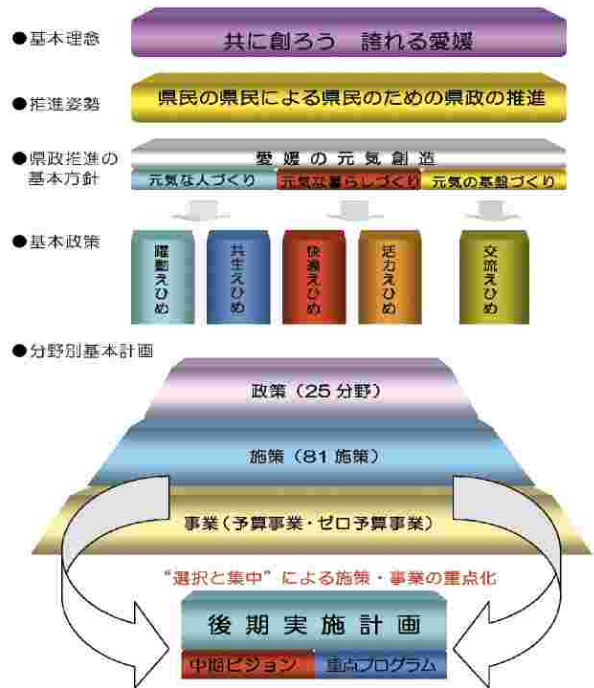 ●基本理念
共に創ろう 誇れる愛媛
●推進姿勢
県民の県民による県民のための県政の推進
●県政推進の
基本方針
愛媛の元気創造
元気な人づくり
元気な暮らしづくり
元気の基盤づくり
●基本政策
躍動えひめ
共生えひめ
快適えひめ
活力えひめ
交流えひめ
●分野別基本計画
政策(25分野)
施策(81施策)
事業(予算事業・ゼロ予算事業)
“選択と集中”による施策・事業の重点化
後期実施計画
中期ビジョン
重点プログラム